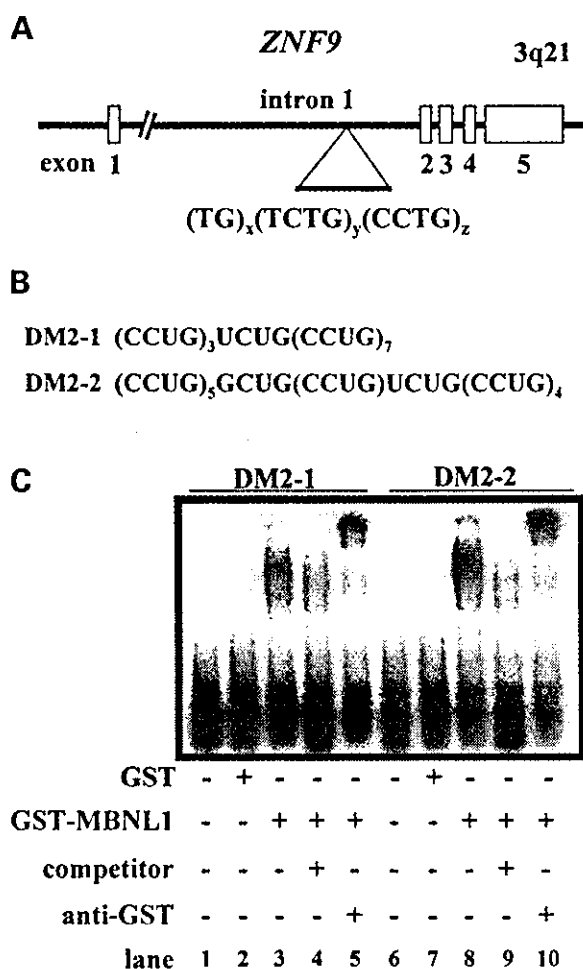 A
ZNF9
3q21
intron 1
exon 1 2 3 4 5
(TG)x(TCTG)y(CCTG)z
B
DM2-1 (CCUG)3UCUG(CCUG)7
DM2-2 (CCUG)5GCUG(CCUG)UCUG(CCUG)4
C
DM2-1 DM2-2
GST - + - - - - + - - -
GST-MBNL1 - - + + + - - + + +
competitor - - - + - - - - + -
anti-GST - - - - + - - - - +
lane 1 2 3 4 5 6 7 8 9 10